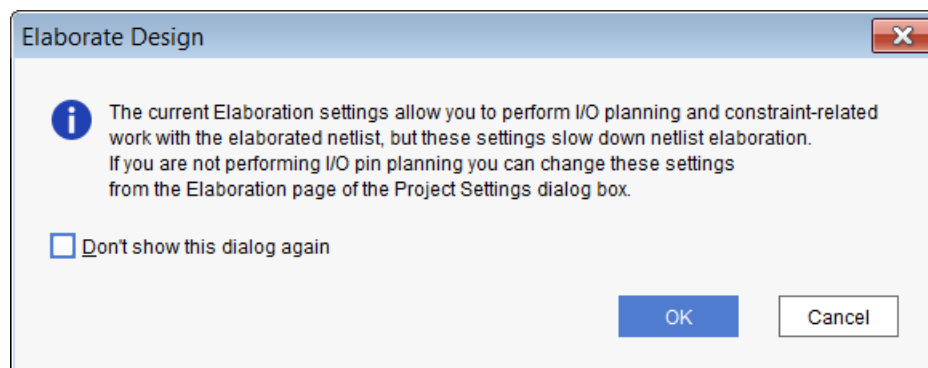 Elaborate Design
The current Elaboration settings allow you to perform I/O planning and constraint-related
work with the elaborated netlist, but these settings slow down netlist elaboration.
If you are not performing I/O pin planning you can change these settings
from the Elaboration page of the Project Settings dialog box.
Don't show this dialog again
OK
Cancel